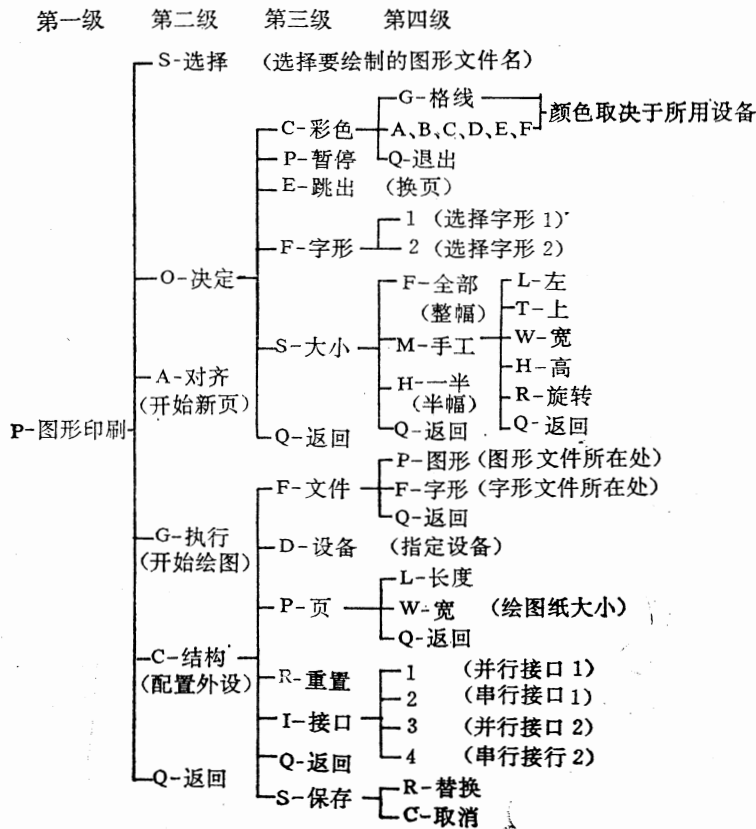 第一级 第二级 第三级 第四级
S-选择 (选择要绘制的图形文件名)
G-格线
C-彩色 A、B、C、D、E、F 颜色取决于所用设备
P-暂停 Q-退出
E-跳出 (换页)
1 (选择字形1)
F-字形
2 (选择字形2)
O-决定 F-全部 L-左
(整幅) T-上
S-大小 M-手工 W-宽
H-高
A-对齐 H-一半 R-旋转
(开始新页) (半幅)
P-图形印刷 Q-返回 Q-返回 Q-返回
P-图形(图形文件所在处)
F-文件 F-字形(字形文件所在处)
Q-返回
G-执行 D-设备 (指定设备)
(开始绘图)
L-长度
P-页 W-宽 (绘图纸大小)
Q-返回
C-结构
(配置外设) R-重置 1 (并行接口1)
2 (串行接口1)
I-接口 3 (并行接口2)
Q-返回 4 (串行接行2)
Q-返回
S-保存 R-替换
C-取消